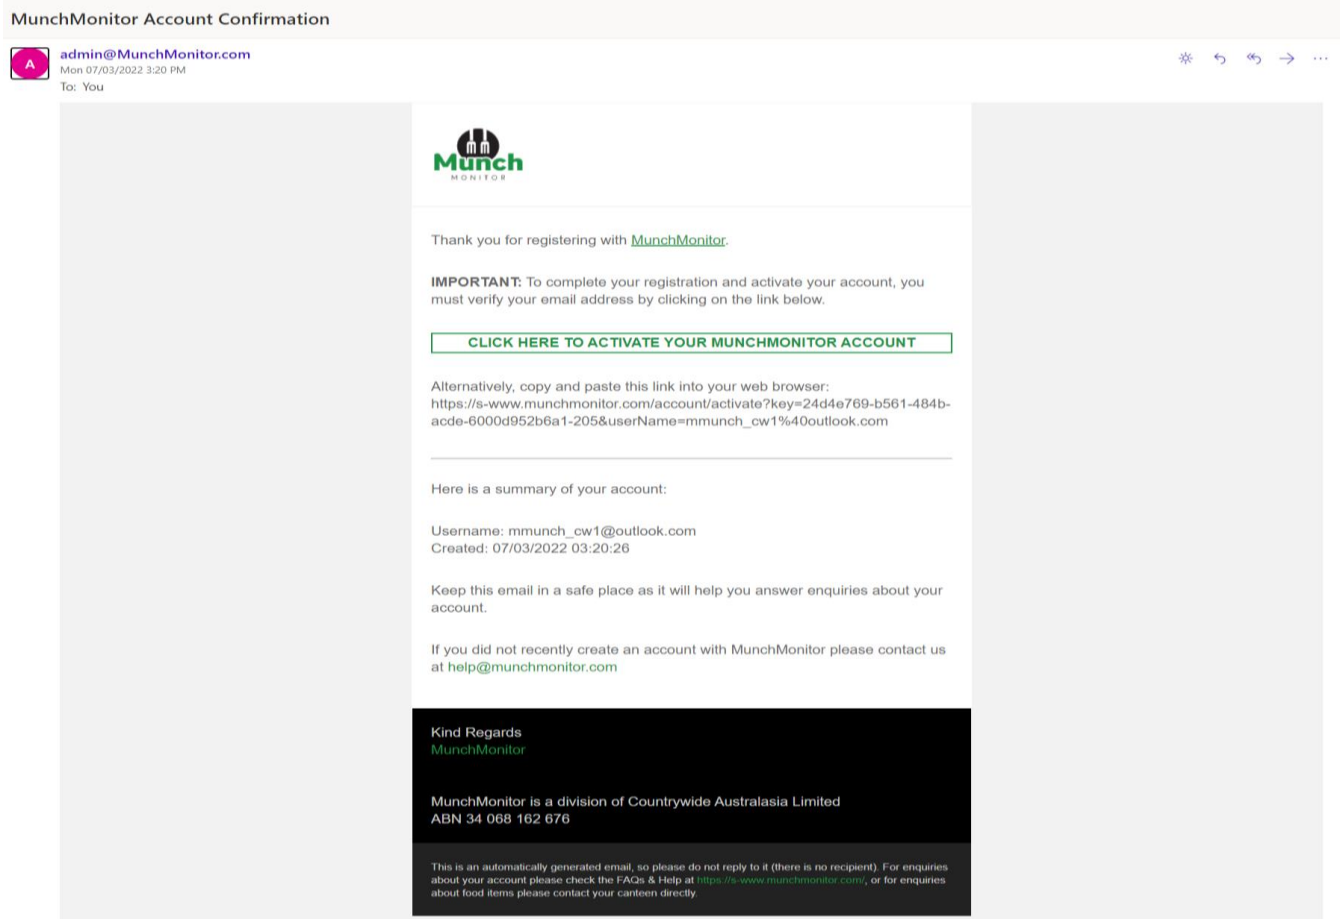 MunchMonitor Account Confirmation
A
admin@MunchMonitor.com
Mon 07/03/2022 3:20 PM
To: You
Munch
MONITOR
Thank you for registering with MunchMonitor.
IMPORTANT: To complete your registration and activate your account, you
must verify your email address by clicking on the link below.
CLICK HERE TO ACTIVATE YOUR MUNCHMONITOR ACCOUNT
Alternatively, copy and paste this link into your web browser:
https://s-www.munchmonitor.com/account/activate?key=24d4e769-b561-484b-
acde-6000d952b6a1-205&userName=mmunch_cw1%40outlook.com
Here is a summary of your account:
Username: mmunch_cw1@outlook.com
Created: 07/03/2022 03:20:26
Keep this email in a safe place as it will help you answer enquiries about your
account.
If you did not recently create an account with MunchMonitor please contact us
at help@munchmonitor.com
Kind Regards
MunchMonitor
MunchMonitor is a division of Countrywide Australasia Limited
ABN 34 068 162 676
This is an automatically generated email, so please do not reply to it (there is no recipient). For enquiries
about your account please check the FAQs & Help at https://s-www.munchmonitor.com/, or for enquiries
about food items please contact your canteen directly.